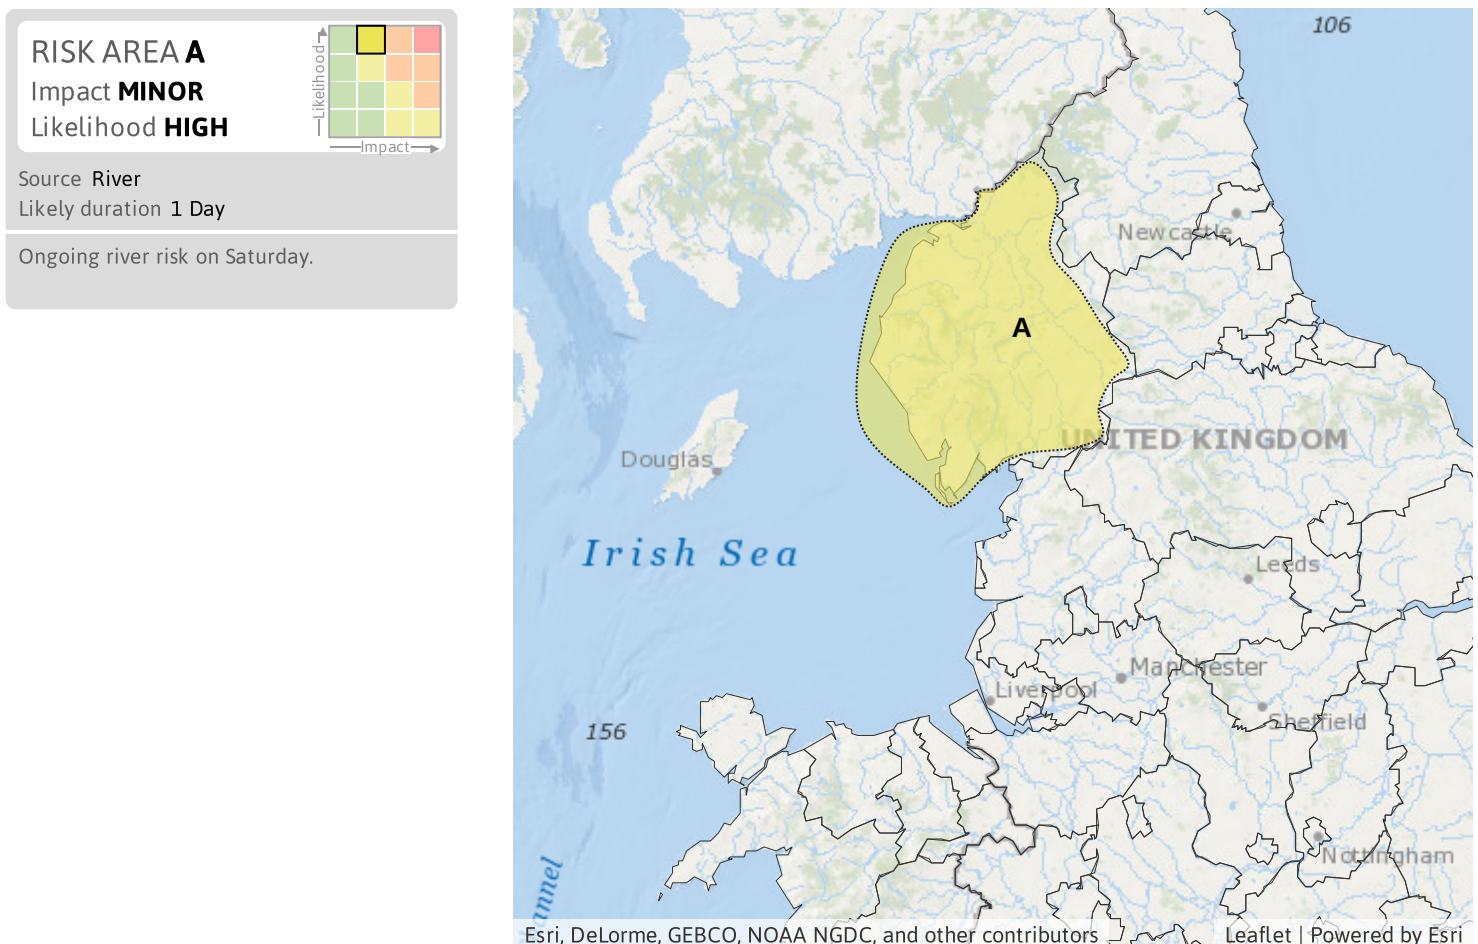 RISK AREA A
Impact MINOR
Likelihood HIGH
Likelihood
Impact
Source River
Likely duration 1 Day
Ongoing river risk on Saturday.
106
Newcastle
A
UNITED KINGDOM
Douglas
Irish Sea
Leeds
Manchester
Liverpool
Sheffield
156
Nottingham
annel
Esri, DeLorme, GEBCO, NOAA NGDC, and other contributors
Leaflet | Powered by Esri